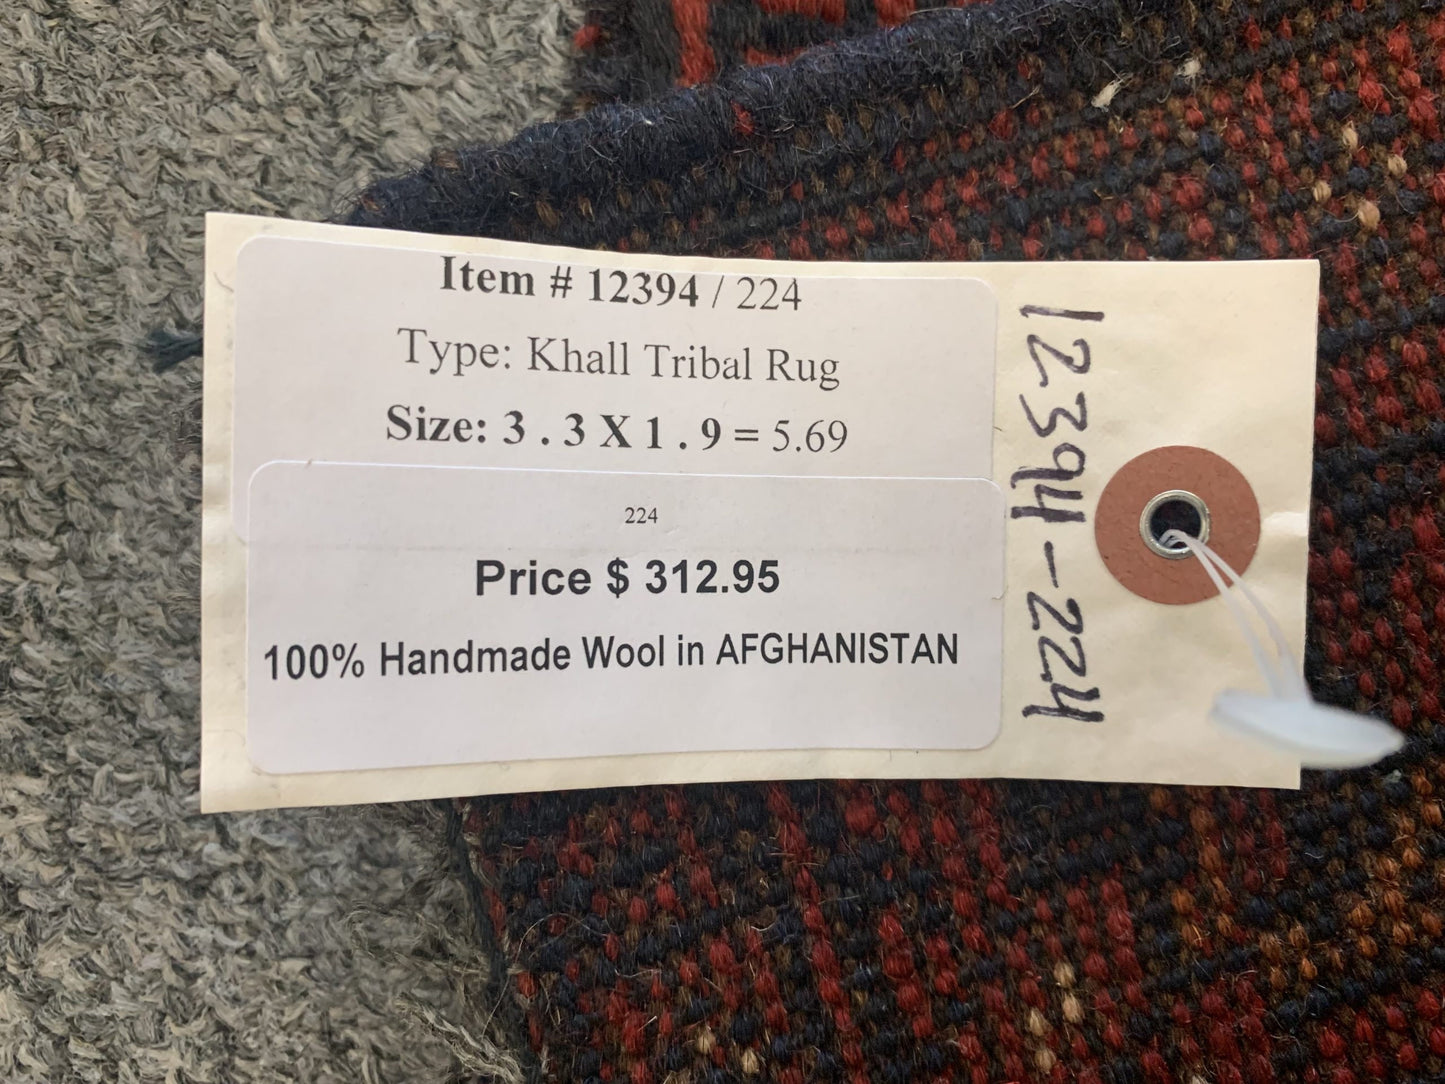 Item # 12394 / 224
Type: Khall Tribal Rug
Size: 3 . 3 X 1 . 9 = 5.69
224
Price $ 312.95
100% Handmade Wool in AFGHANISTAN
12394-224